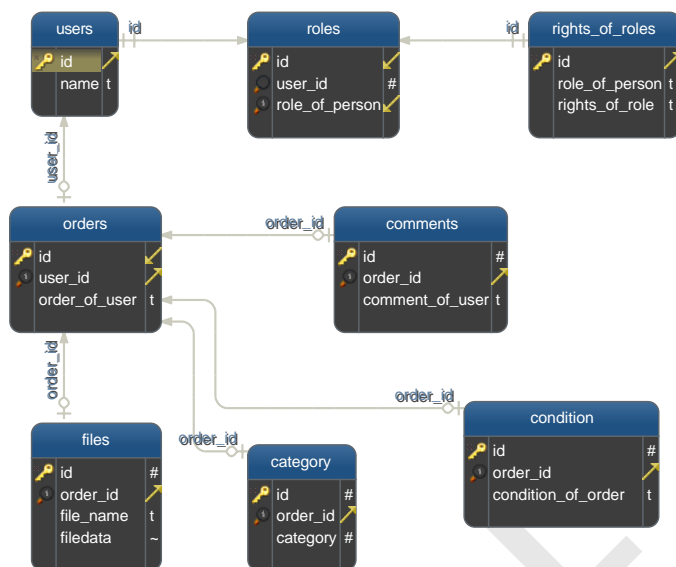 users
id
name t
id
roles
id
user_id #
role_of_person
id
rights_of_roles
id
role_of_person t
rights_of_role t
user_id
orders
id
user_id
order_of_user t
order_id
comments
id #
order_id
comment_of_user t
order_id
files
id #
order_id
file_name t
filedata ~
order_id
category
id #
order_id
category #
order_id
condition
id #
order_id
condition_of_order t